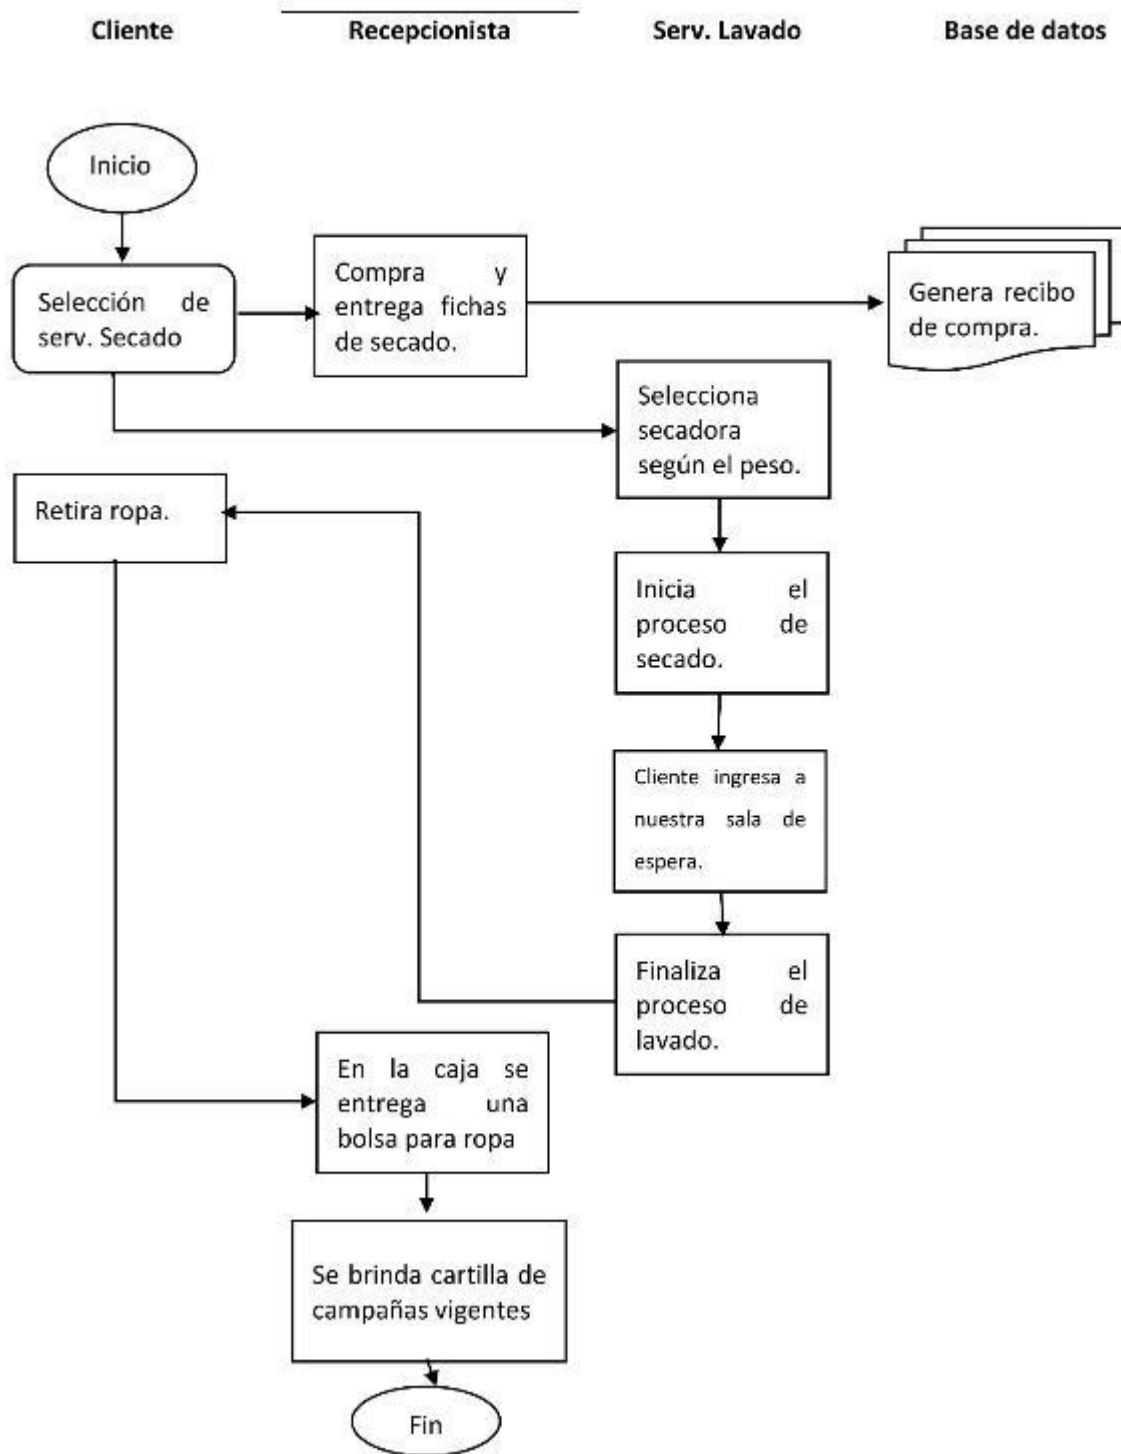 Cliente
Recepcionista
Serv. Lavado
Base de datos
Inicio
Selección de
serv. Secado
Compra y
entrega fichas
de secado.
Genera recibo
de compra.
Selecciona
secadora
según el peso.
Retira ropa.
Inicia el
proceso de
secado.
Cliente ingresa a
nuestra sala de
espera.
Finaliza el
proceso de
lavado.
En la caja se
entrega una
bolsa para ropa
Se brinda cartilla de
campañas vigentes
Fin